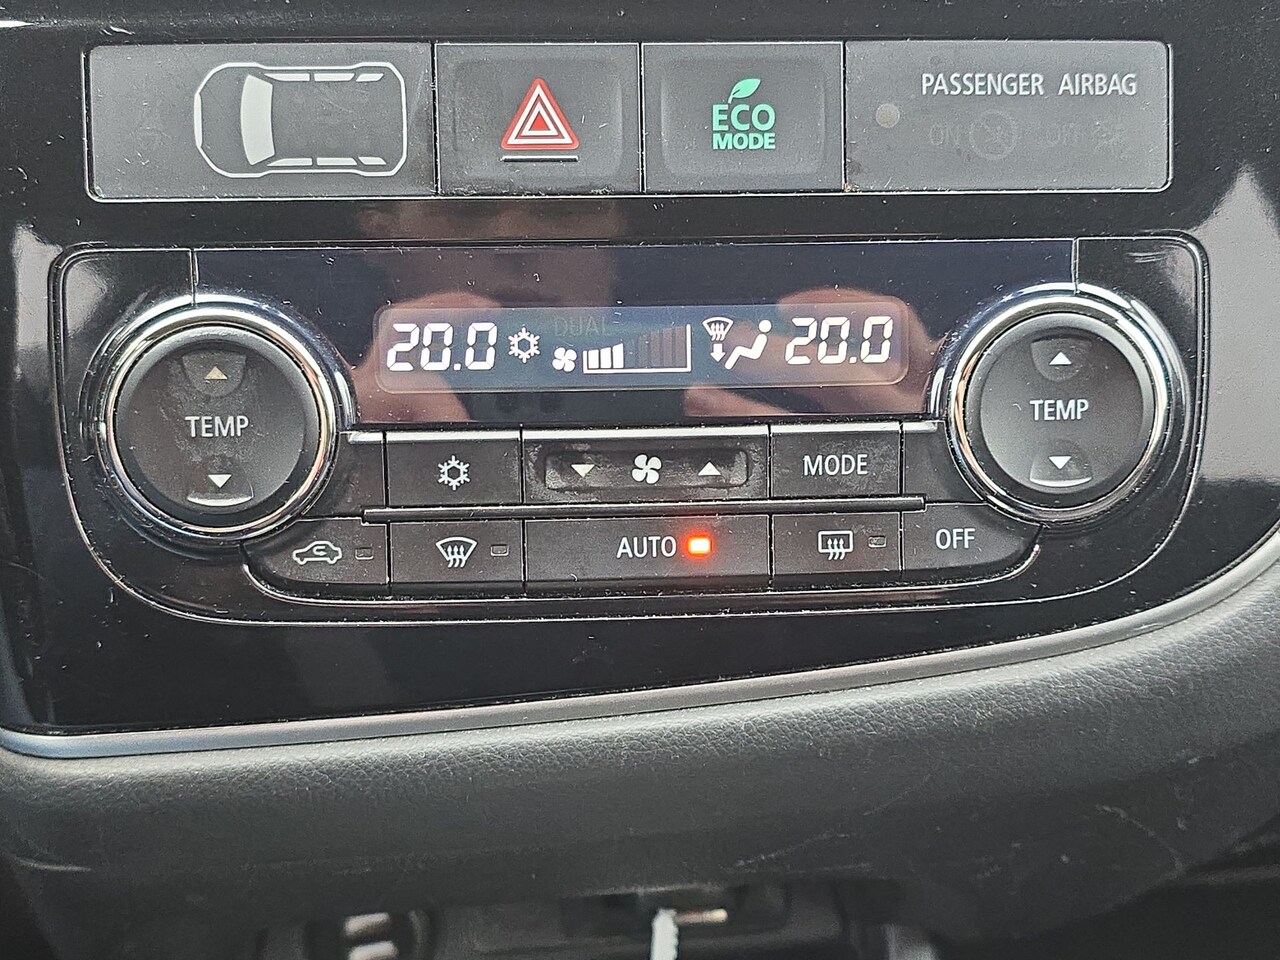 PASSENGER AIRBAG
ECO
MODE
on off
DUAL
20.0 20.0
TEMP
TEMP
MODE
AUTO
OFF